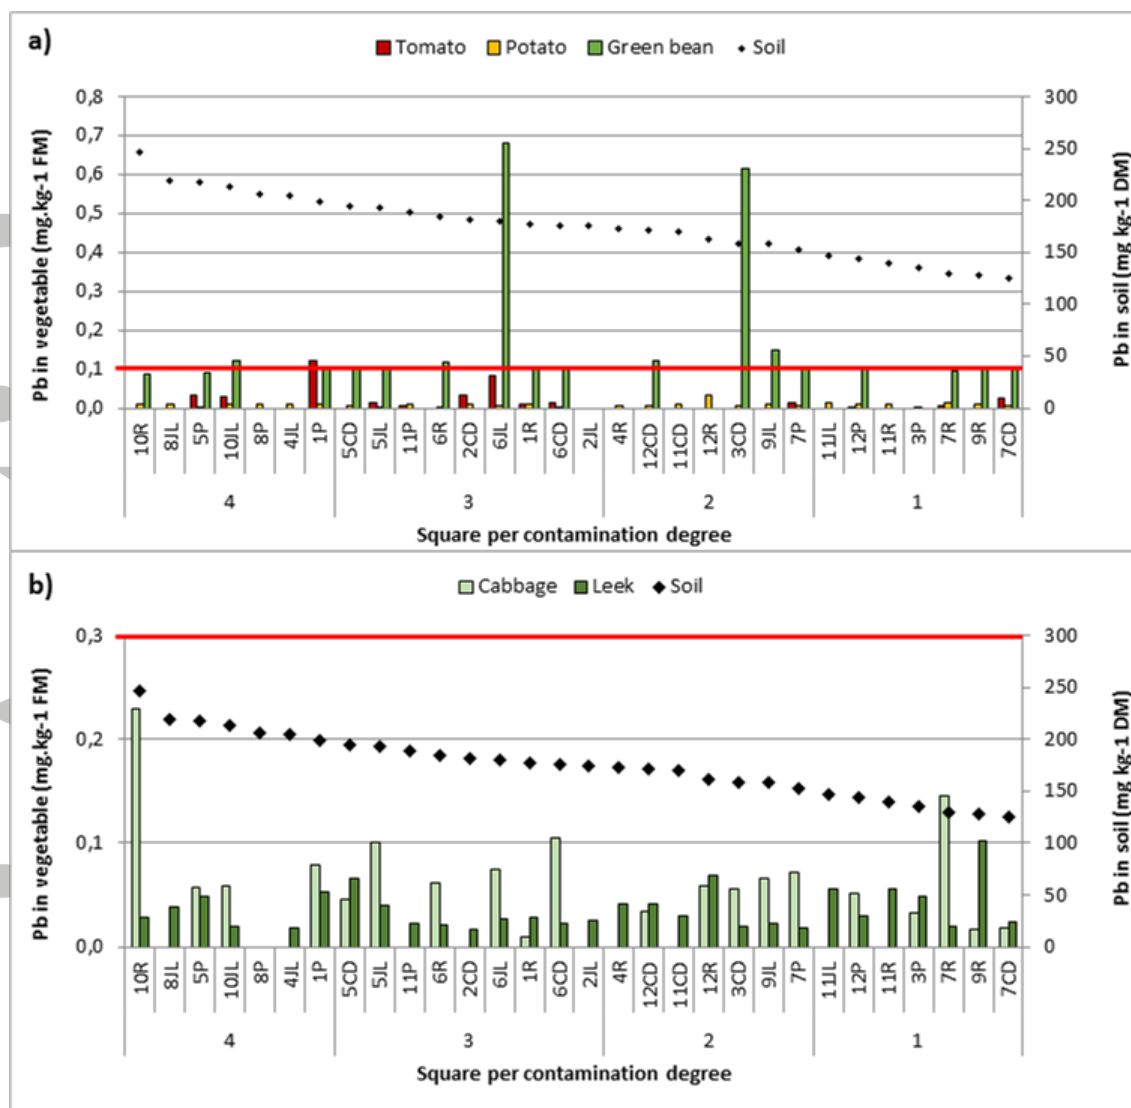 a)
Tomato Potato Green bean Soil
Pb in vegetable (mg.kg-1 FM)
0,8
0,7
0,6
0,5
0,4
0,3
0,2
0,1
0,0
300
250
200
150
100
50
0
Pb in soil (mg kg-1 DM)
10R 8JL 5P 10JL 8P 4JL 1P 5CD 5JL 11P 6R 2CD 6JL 1R 6CD 2JL 4R 12CD 11CD 12R 3CD 9JL 7P 11JL 12P 11R 3P 7R 9R 7CD
4 3 2 1
Square per contamination degree
b)
Cabbage Leek Soil
Pb in vegetable (mg.kg-1 FM)
0,3
0,2
0,1
0,0
300
250
200
150
100
50
0
Pb in soil (mg kg-1 DM)
10R 8JL 5P 10JL 8P 4JL 1P 5CD 5JL 11P 6R 2CD 6JL 1R 6CD 2JL 4R 12CD 11CD 12R 3CD 9JL 7P 11JL 12P 11R 3P 7R 9R 7CD
4 3 2 1
Square per contamination degree